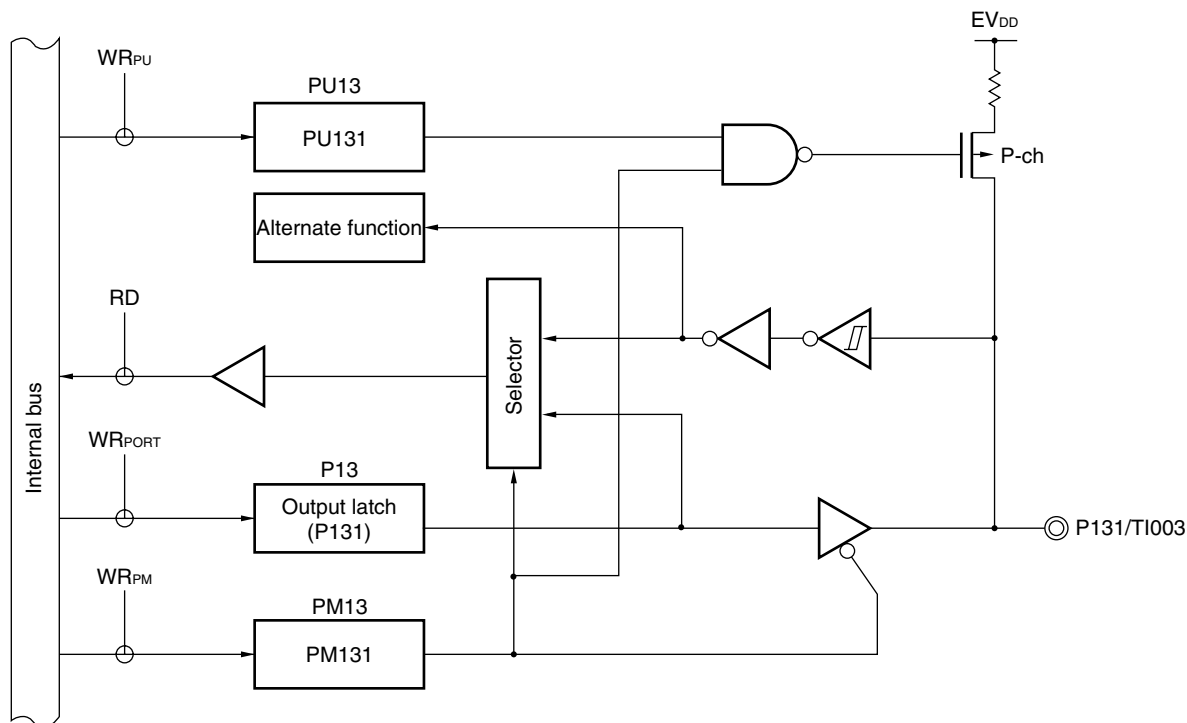 EVDD
WRPU
PU13
PU131
P-ch
Alternate function
RD
Selector
Internal bus
WRPORT
P13
Output latch
(P131)
P131/TI003
WRPM
PM13
PM131